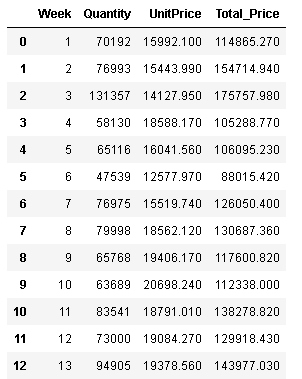 Week Quantity UnitPrice Total_Price
0 1 70192 15992.100 114865.270
1 2 76993 15443.990 154714.940
2 3 131357 14127.950 175757.980
3 4 58130 18588.170 105288.770
4 5 65116 16041.560 106095.230
5 6 47539 12577.970 88015.420
6 7 76975 15519.740 126050.400
7 8 79998 18562.120 130687.360
8 9 65768 19406.170 117600.820
9 10 63689 20698.240 112338.000
10 11 83541 18791.010 138278.820
11 12 73000 19084.270 129918.430
12 13 94905 19378.560 143977.030